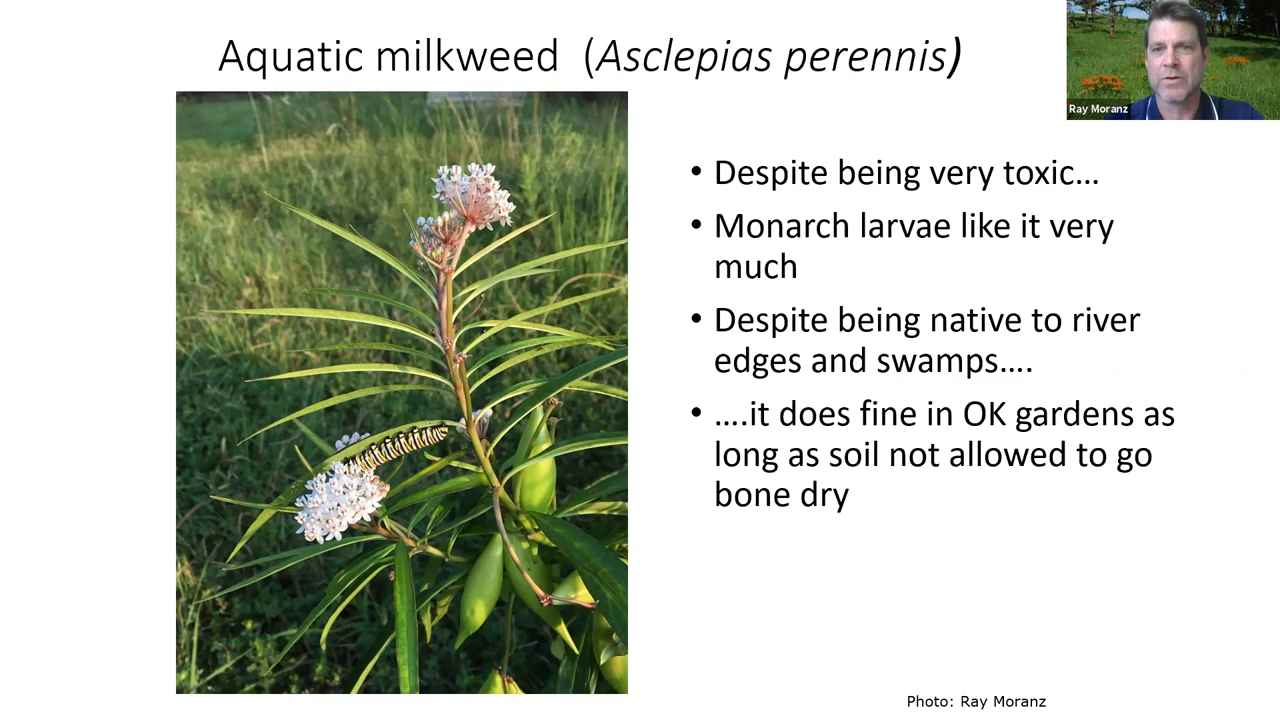 Aquatic milkweed (Asclepias perennis)
Ray Moranz
• Despite being very toxic…
• Monarch larvae like it very
much
• Despite being native to river
edges and swamps….
• ….it does fine in OK gardens as
long as soil not allowed to go
bone dry
Photo: Ray Moranz